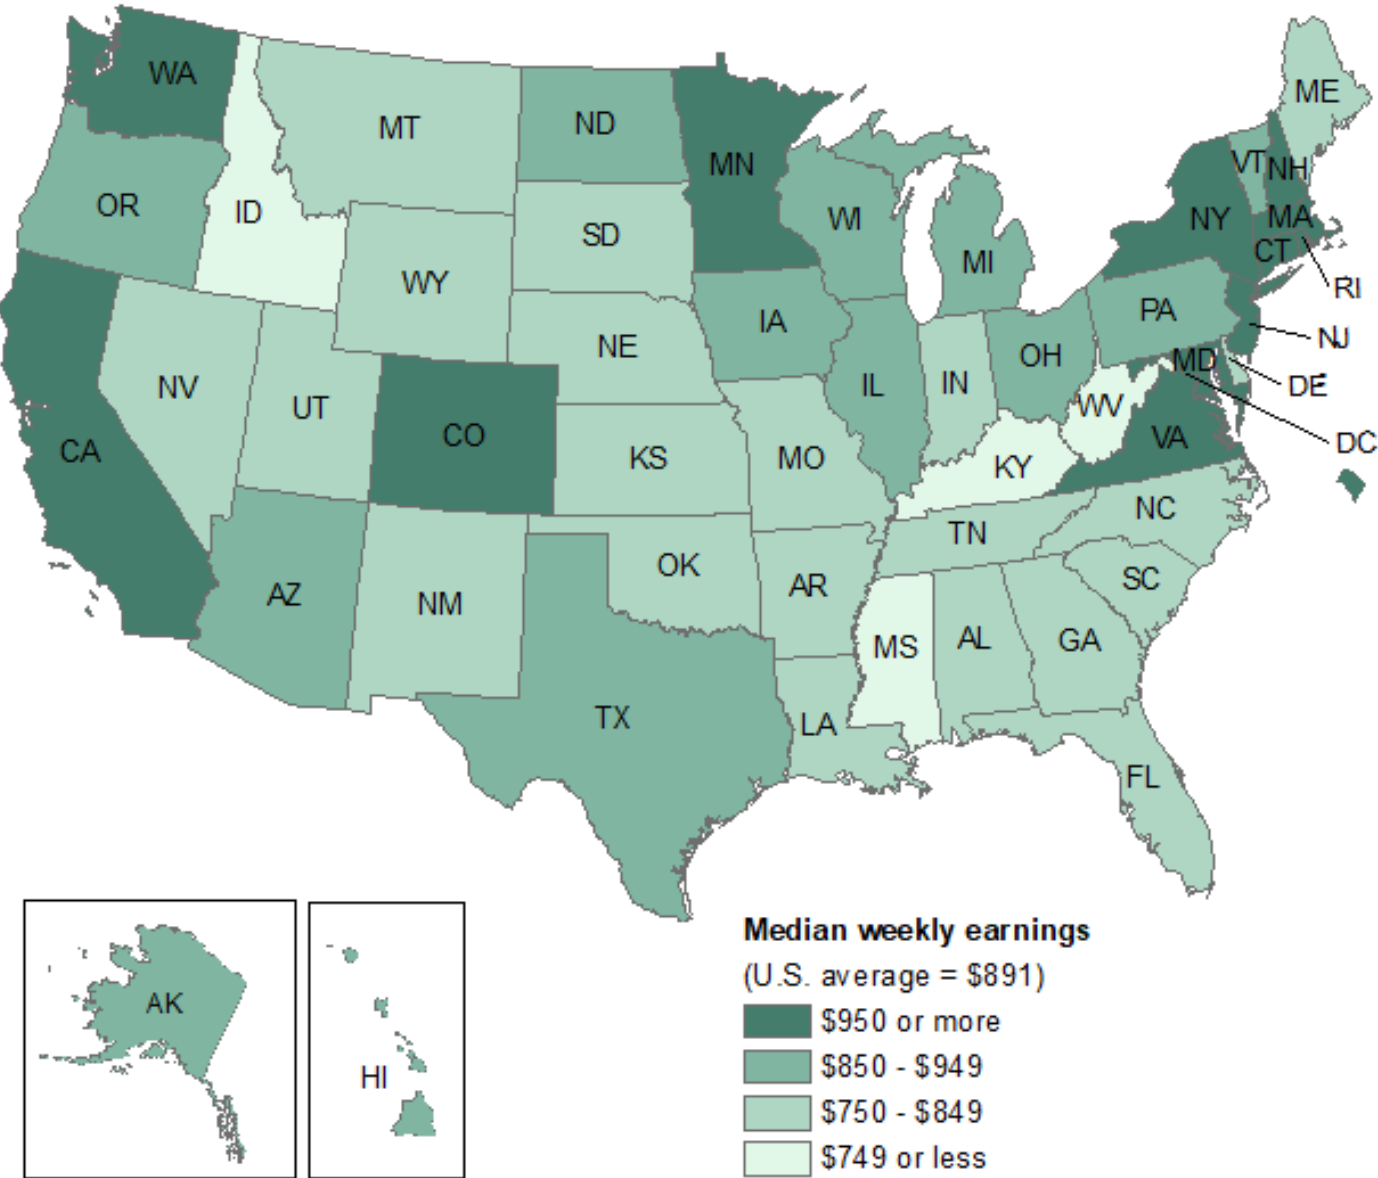 WA
MT
ND
MN
ME
VT
NH
OR
ID
SD
WI
NY
MA
CT
RI
WY
MI
IA
PA
NJ
NE
NV
UT
CO
IL
IN
OH
MD
DE
CA
KS
MO
KY
WV
VA
DC
AZ
NM
OK
AR
TN
NC
SC
MS
AL
GA
TX
LA
FL
AK
HI
Median weekly earnings
(U.S. average = $891)
$950 or more
$850 - $949
$750 - $849
$749 or less